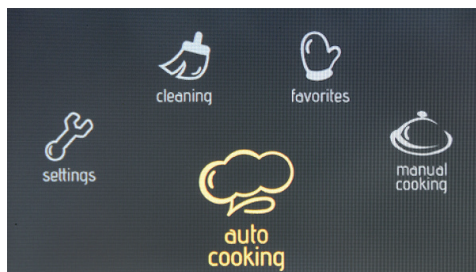 cleaning
favorites
settings
manual
cooking
auto
cooking